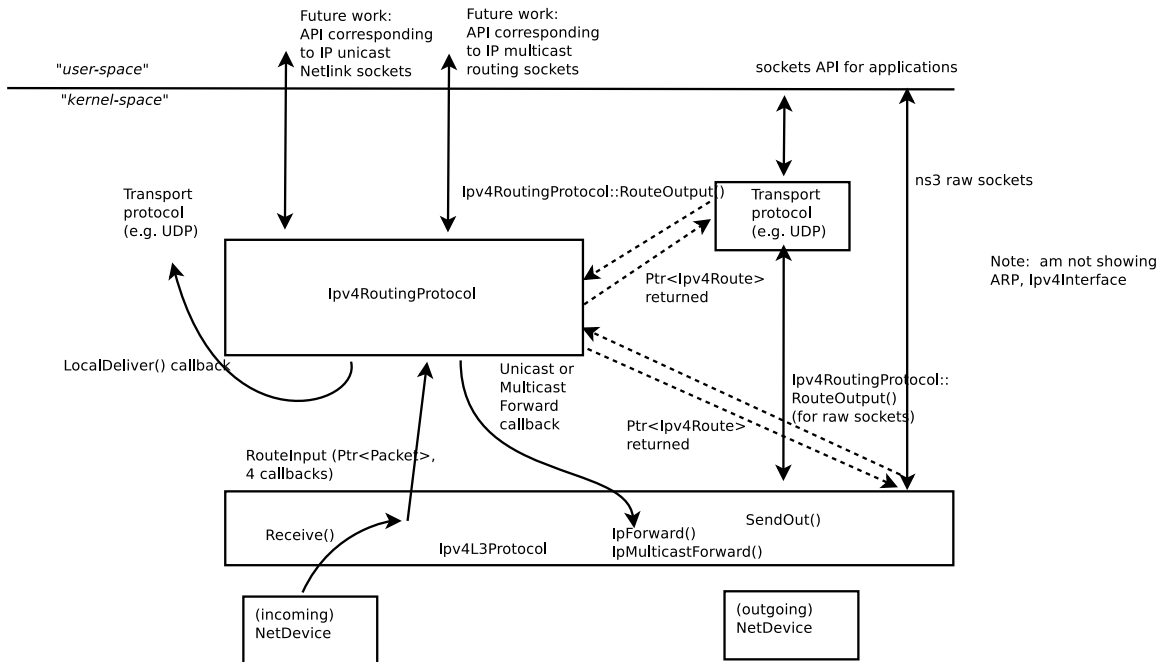 Future work:
API corresponding
to IP unicast
Netlink sockets
Future work:
API corresponding
to IP multicast
routing sockets
"user-space"
sockets API for applications
"kernel-space"
Transport
protocol
(e.g. UDP)
Ipv4RoutingProtocol::RouteOutput()
Transport
protocol
(e.g. UDP)
ns3 raw sockets
Note:  am not showing
ARP, Ipv4Interface
Ipv4RoutingProtocol
Ptr<Ipv4Route>
returned
LocalDeliver() callback
Unicast or
Multicast
Forward
callback
Ipv4RoutingProtocol::
RouteOutput()
(for raw sockets)
Ptr<Ipv4Route>
returned
RouteInput (Ptr<Packet>,
4 callbacks)
Receive()
Ipv4L3Protocol
IpForward()
IpMulticastForward()
SendOut()
(incoming)
NetDevice
(outgoing)
NetDevice